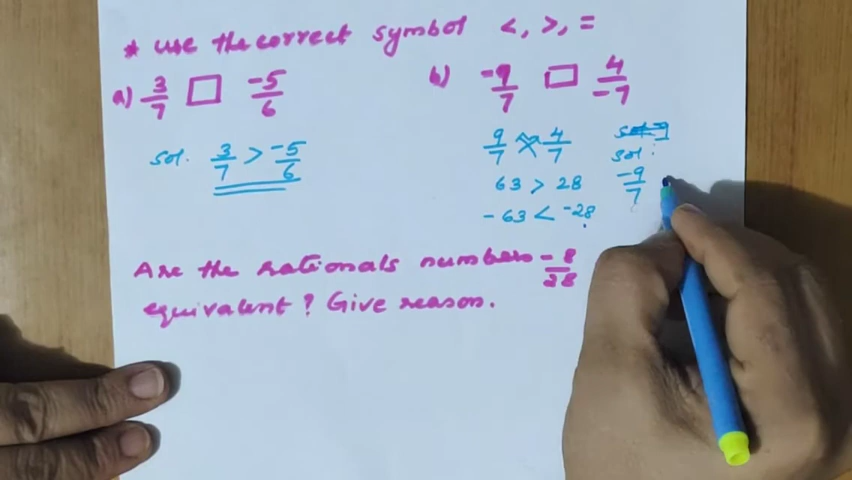 * Use the correct symbol <, >, =
a) 3/7 □ -5/6
b) -9/7 □ 4/-7
sol. 3/7 > -5/6
9/7 4/7
63 > 28
-63 < -28
sol:
-9/7
Are the rationals numbers -8/28
equivalent? Give reason.